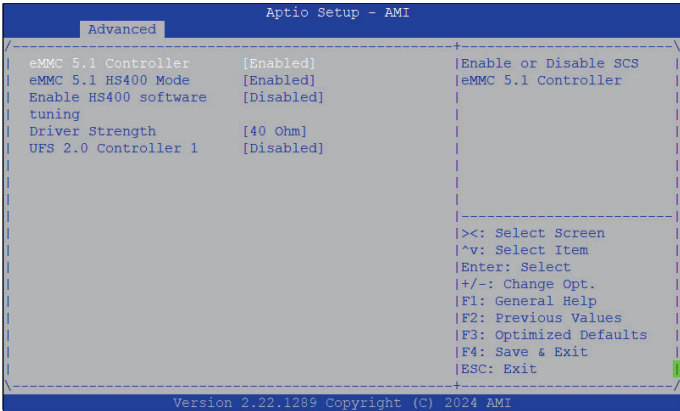 Aptio Setup - AMI
Advanced
eMMC 5.1 Controller [Enabled]
eMMC 5.1 HS400 Mode [Enabled]
Enable HS400 software [Disabled]
tuning
Driver Strength [40 Ohm]
UFS 2.0 Controller 1 [Disabled]
Enable or Disable SCS
eMMC 5.1 Controller
><: Select Screen
^v: Select Item
Enter: Select
+/-: Change Opt.
F1: General Help
F2: Previous Values
F3: Optimized Defaults
F4: Save & Exit
ESC: Exit
Version 2.22.1289 Copyright (C) 2024 AMI